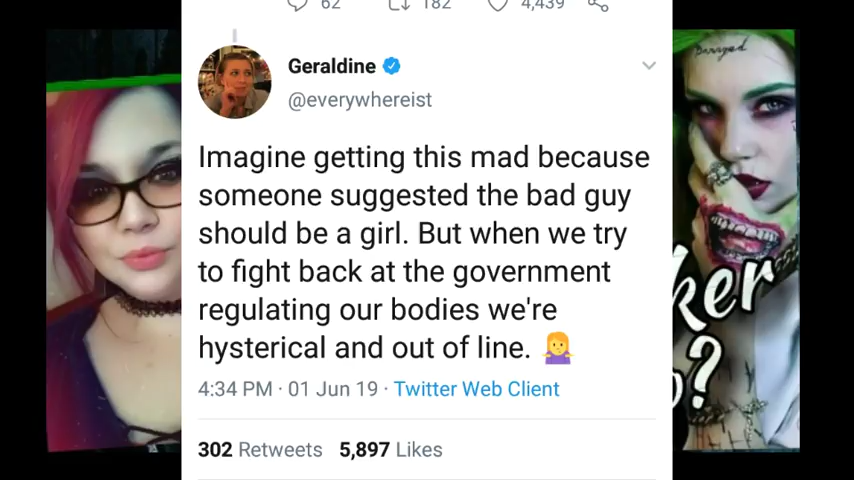 62 182 4,439
Geraldine
@everywhereist
Imagine getting this mad because
someone suggested the bad guy
should be a girl. But when we try
to fight back at the government
regulating our bodies we're
hysterical and out of line. 🤷‍♀️
4:34 PM · 01 Jun 19 · Twitter Web Client
302 Retweets 5,897 Likes
ker
?